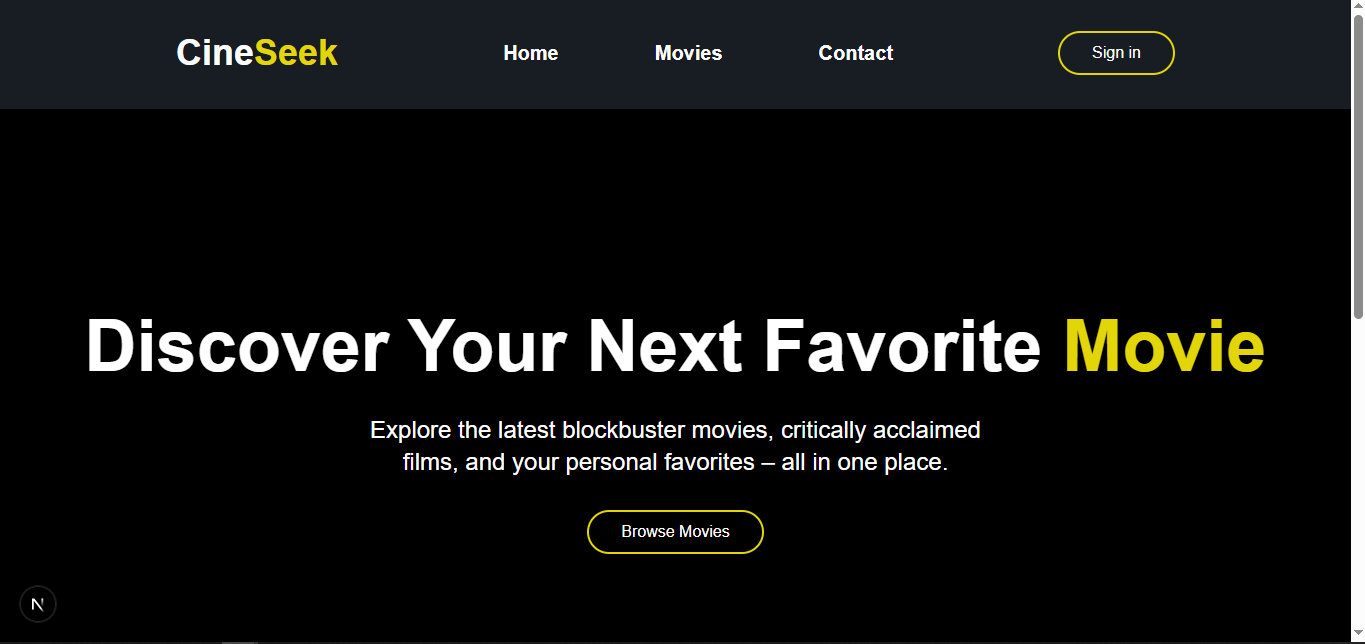 CineSeek
Home
Movies
Contact
Sign in
Discover Your Next Favorite Movie
Explore the latest blockbuster movies, critically acclaimed
films, and your personal favorites – all in one place.
Browse Movies
N